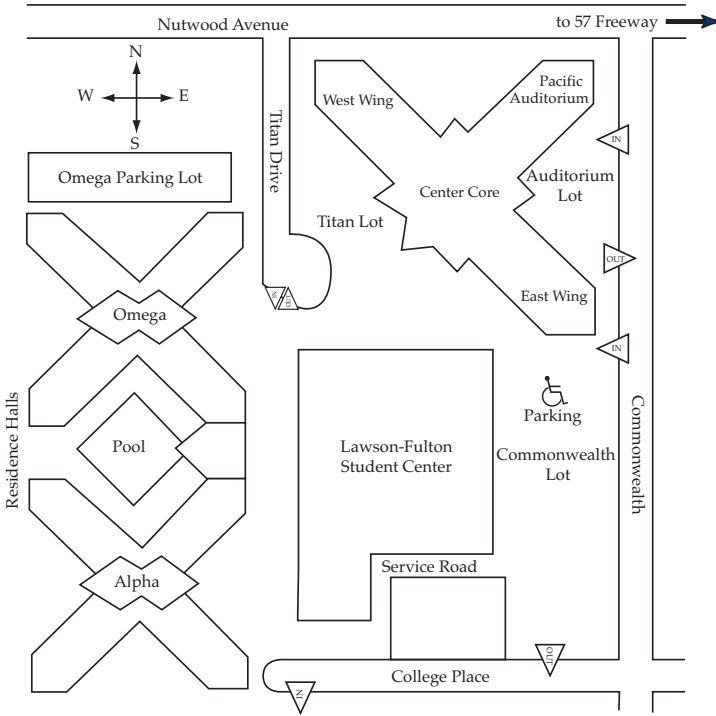 Nutwood Avenue
to 57 Freeway
N
W E
S
Titan Drive
West Wing
Pacific
Auditorium
IN
Omega Parking Lot
Center Core
Auditorium
Lot
Titan Lot
OUT
IN
OUT
East Wing
Omega
IN
Residence Halls
Parking
Commonwealth
Pool
Lawson-Fulton
Student Center
Commonwealth
Lot
Service Road
Alpha
OUT
College Place
IN